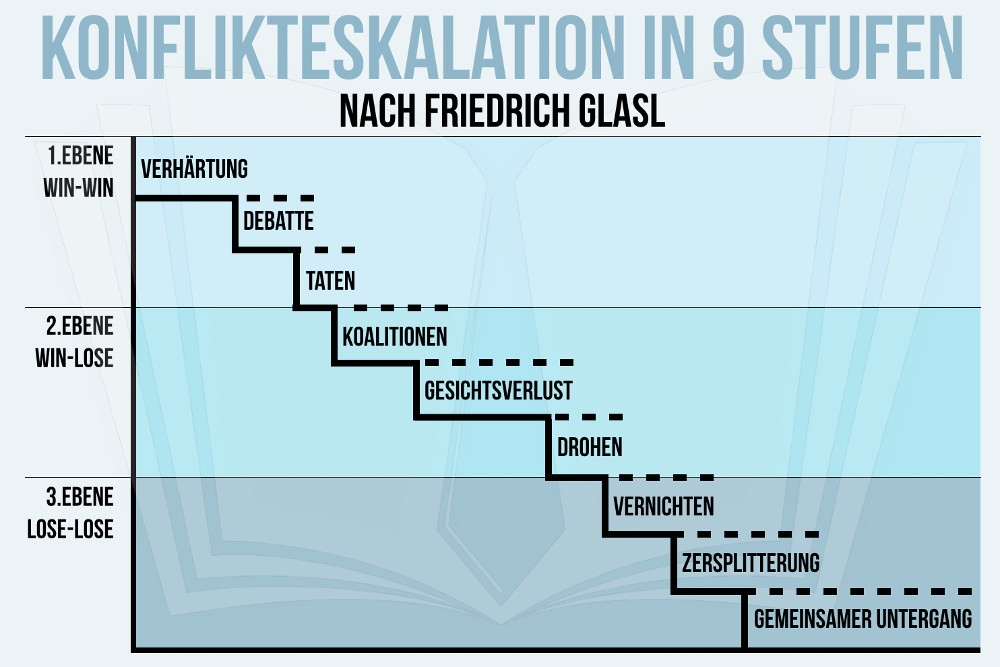 KONFLIKTESKALATION IN 9 STUFEN
NACH FRIEDRICH GLASL
1.EBENE
WIN-WIN
VERHÄRTUNG
DEBATTE
TATEN
2.EBENE
WIN-LOSE
KOALITIONEN
GESICHTSVERLUST
DROHEN
3.EBENE
LOSE-LOSE
VERNICHTEN
ZERSPLITTERUNG
GEMEINSAMER UNTERGANG